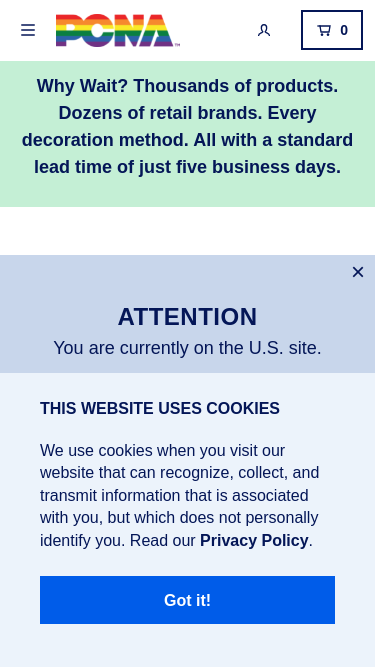 PCNA™
0
Why Wait? Thousands of products.
Dozens of retail brands. Every
decoration method. All with a standard
lead time of just five business days.
ATTENTION
You are currently on the U.S. site.
THIS WEBSITE USES COOKIES
We use cookies when you visit our
website that can recognize, collect, and
transmit information that is associated
with you, but which does not personally
identify you. Read our Privacy Policy.
Got it!